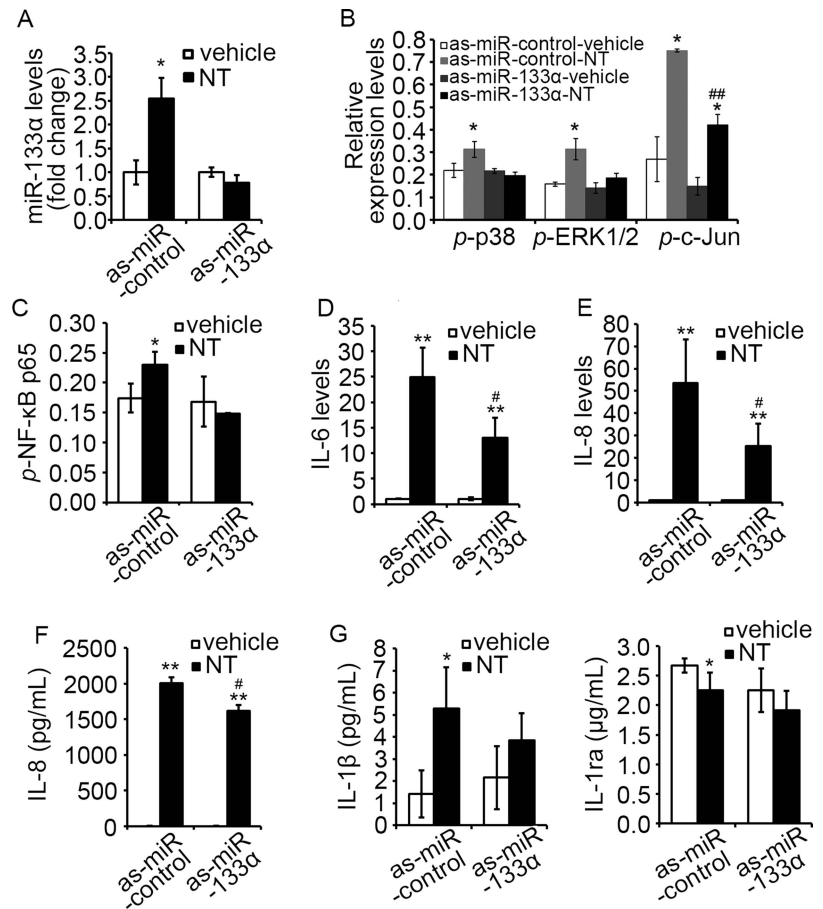 A
miR-133α levels
(fold change)
3.5
3.0
2.5
2.0
1.5
1.0
0.5
0.0
vehicle
NT
*
as-miR
-control
as-miR
-133α
B
Relative
expression levels
0.8
0.7
0.6
0.5
0.4
0.3
0.2
0.1
0.0
as-miR-control-vehicle
as-miR-control-NT
as-miR-133α-vehicle
as-miR-133α-NT
*
*
*
##
*
p-p38
p-ERK1/2
p-c-Jun
C
p-NF-κB p65
0.30
0.25
0.20
0.15
0.10
0.05
0.00
vehicle
NT
*
as-miR
-control
as-miR
-133α
D
IL-6 levels
35
30
25
20
15
10
5
0
vehicle
NT
**
#
**
as-miR
-control
as-miR
-133α
E
IL-8 levels
80
70
60
50
40
30
20
10
0
vehicle
NT
**
#
**
as-miR
-control
as-miR
-133α
F
IL-8 (pg/mL)
2500
2000
1500
1000
500
0
vehicle
NT
**
#
**
as-miR
-control
as-miR
-133α
G
IL-1β (pg/mL)
8
7
6
5
4
3
2
1
0
vehicle
NT
*
as-miR
-control
as-miR
-133α
IL-1ra (µg/mL)
3.0
2.5
2.0
2.5
1.0
0.5
0.0
vehicle
NT
*
as-miR
-control
as-miR
-133α